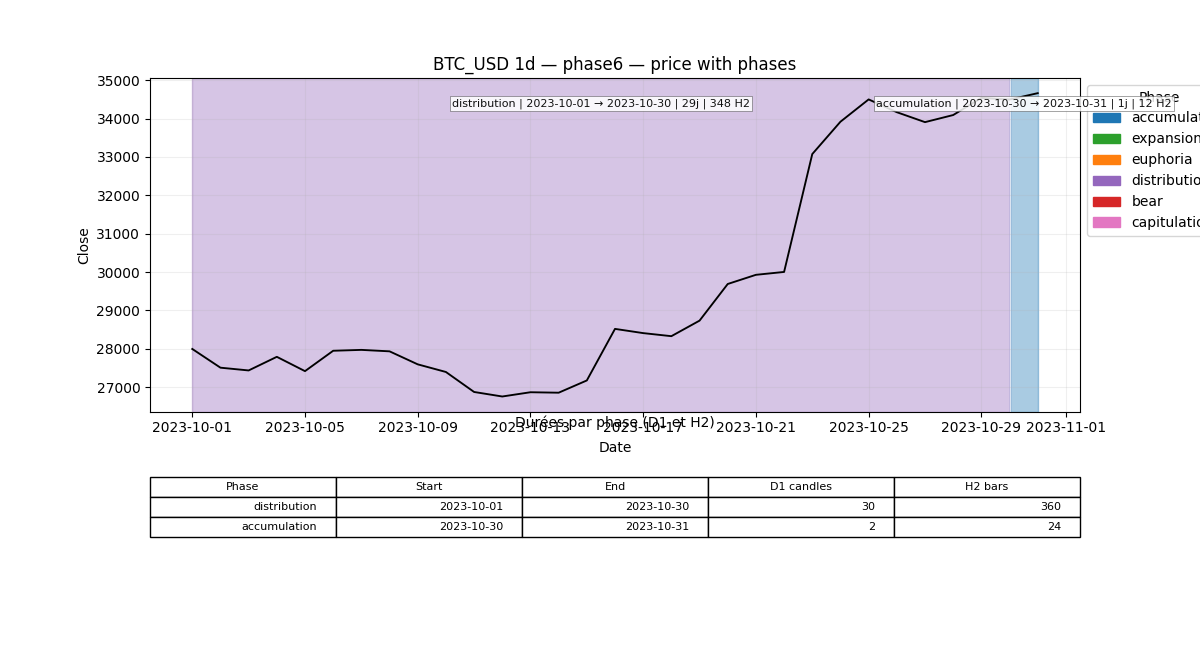 BTC_USD 1d — phase6 — price with phases
35000
34000
33000
32000
31000
30000
29000
28000
27000
Close
distribution | 2023-10-01 → 2023-10-30 | 29j | 348 H2
accumulation | 2023-10-30 → 2023-10-31 | 1j | 12 H2
Phase
accumulat
expansion
euphoria
distributio
bear
capitulatio
2023-10-01 2023-10-05 2023-10-09 2023-10-13 2023-10-17 2023-10-21 2023-10-25 2023-10-29 2023-11-01
Durées par phase (D1 et H2)
Date
Phase Start End D1 candles H2 bars
distribution 2023-10-01 2023-10-30 30 360
accumulation 2023-10-30 2023-10-31 2 24